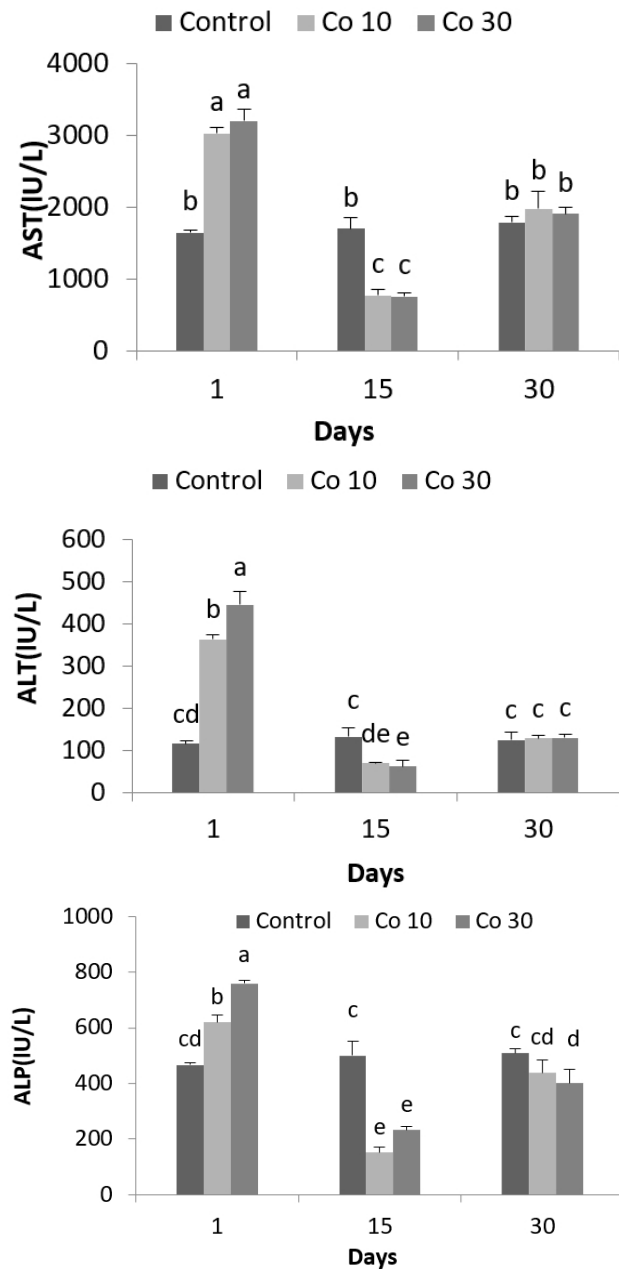 Control Co 10 Co 30
4000
3000
2000
1000
0
AST(IU/L)
b a a
b c c
b b b
1 15 30
Days
Control Co 10 Co 30
600
500
400
300
200
100
0
ALT(IU/L)
cd b a
c de e
c c c
1 15 30
Days
Control Co 10 Co 30
1000
800
600
400
200
0
ALP(IU/L)
cd b a
c e e
c cd d
1 15 30
Days